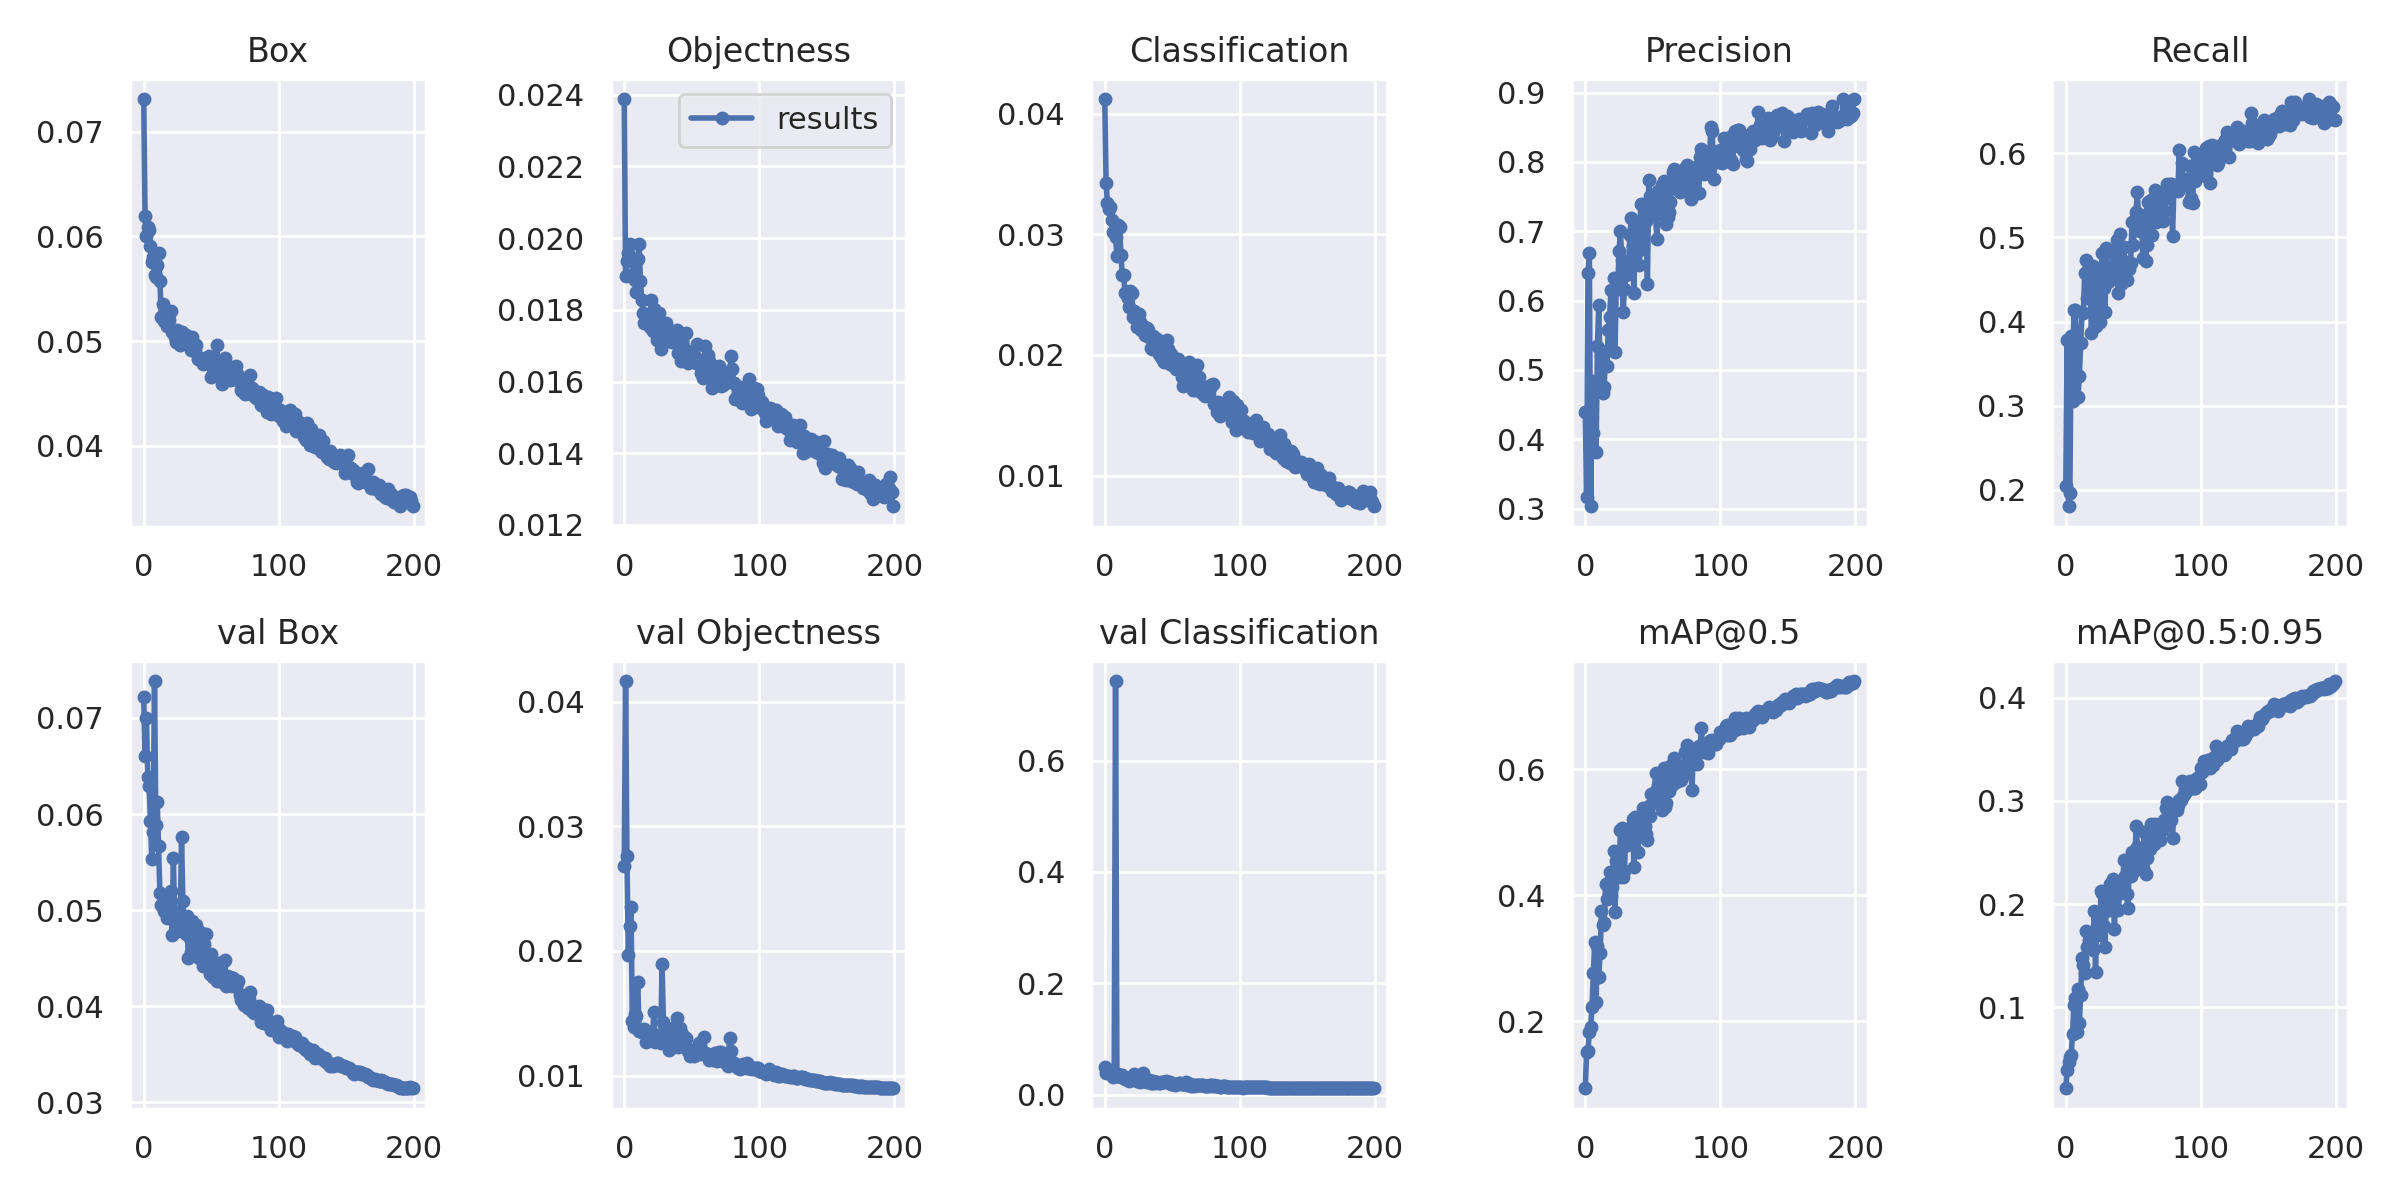 Box
Objectness
Classification
Precision
Recall
0.07
0.06
0.05
0.04
0 100 200
0.024
0.022
0.020
0.018
0.016
0.014
0.012
results
0 100 200
0.04
0.03
0.02
0.01
0 100 200
0.9
0.8
0.7
0.6
0.5
0.4
0.3
0 100 200
0.6
0.5
0.4
0.3
0.2
0 100 200
val Box
val Objectness
val Classification
mAP@0.5
mAP@0.5:0.95
0.07
0.06
0.05
0.04
0.03
0 100 200
0.04
0.03
0.02
0.01
0 100 200
0.6
0.4
0.2
0.0
0 100 200
0.6
0.4
0.2
0 100 200
0.4
0.3
0.2
0.1
0 100 200